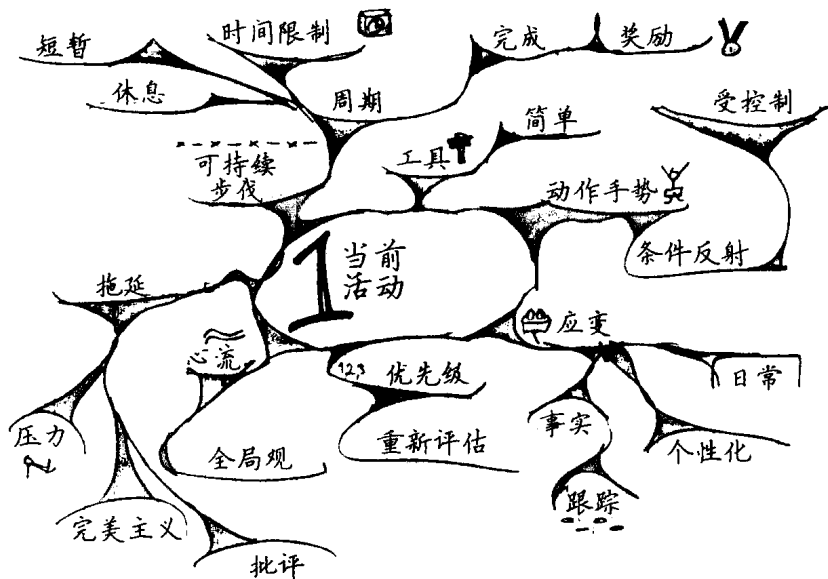 短暂
时间限制
完成
奖励
休息
周期
简单
受控制
可持续
步伐
工具
动作手势
条件反射
1
当前
活动
拖延
应变
心流
1,2,3
优先级
日常
压力
全局观
重新评估
事实
个性化
跟踪
完美主义
批评